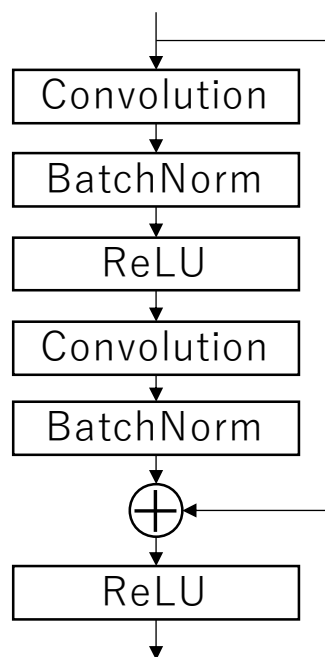 Convolution
BatchNorm
ReLU
Convolution
BatchNorm
ReLU